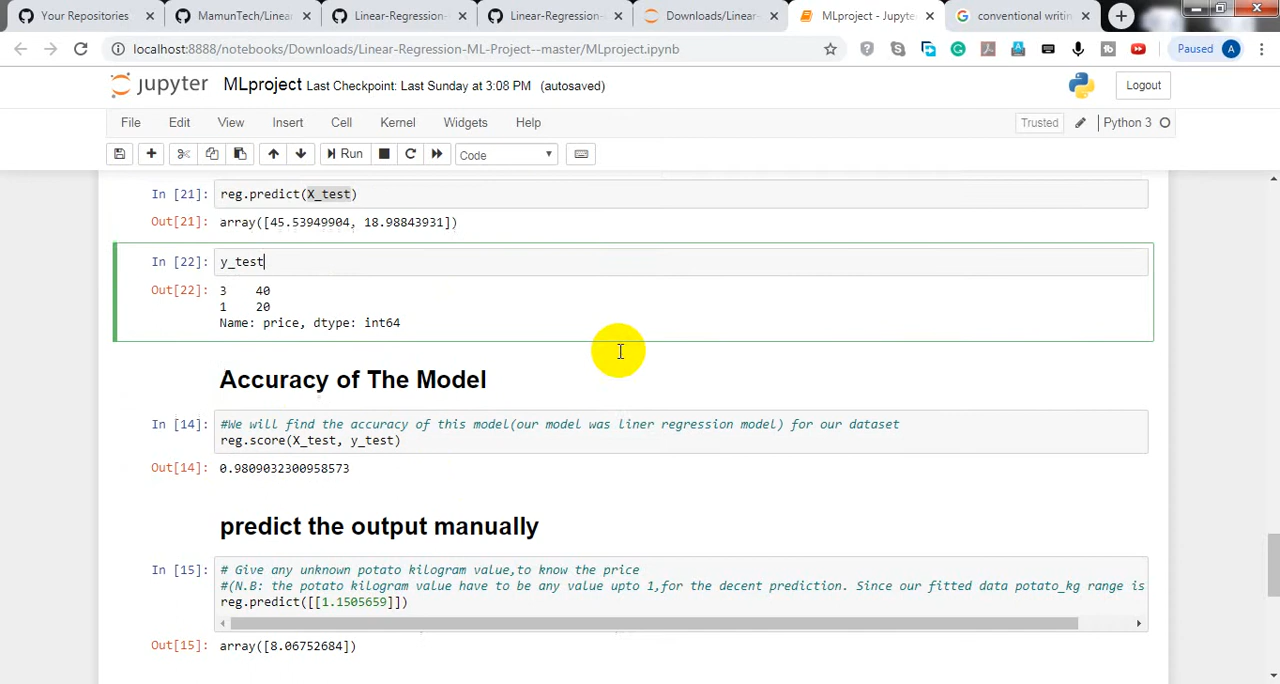 Your Repositories
MamunTech/Linear
Linear-Regression-
Linear-Regression-
Downloads/Linear-
MLproject - Jupyte
conventional writin
localhost:8888/notebooks/Downloads/Linear-Regression-ML-Project--master/MLproject.ipynb
Paused A
jupyter MLproject Last Checkpoint: Last Sunday at 3:08 PM (autosaved)
Logout
File Edit View Insert Cell Kernel Widgets Help
Trusted Python 3
Run Code
In [21]: reg.predict(X_test)
Out[21]: array([45.53949904, 18.98843931])
In [22]: y_test
Out[22]: 3 40
1 20
Name: price, dtype: int64
Accuracy of The Model
In [14]: #We will find the accuracy of this model(our model was liner regression model) for our dataset
reg.score(X_test, y_test)
Out[14]: 0.9809032300958573
predict the output manually
In [15]: # Give any unknown potato kilogram value,to know the price
#(N.B: the potato kilogram value have to be any value upto 1,for the decent prediction. Since our fitted data potato_kg range is
reg.predict([[1.1505659]])
Out[15]: array([8.06752684])